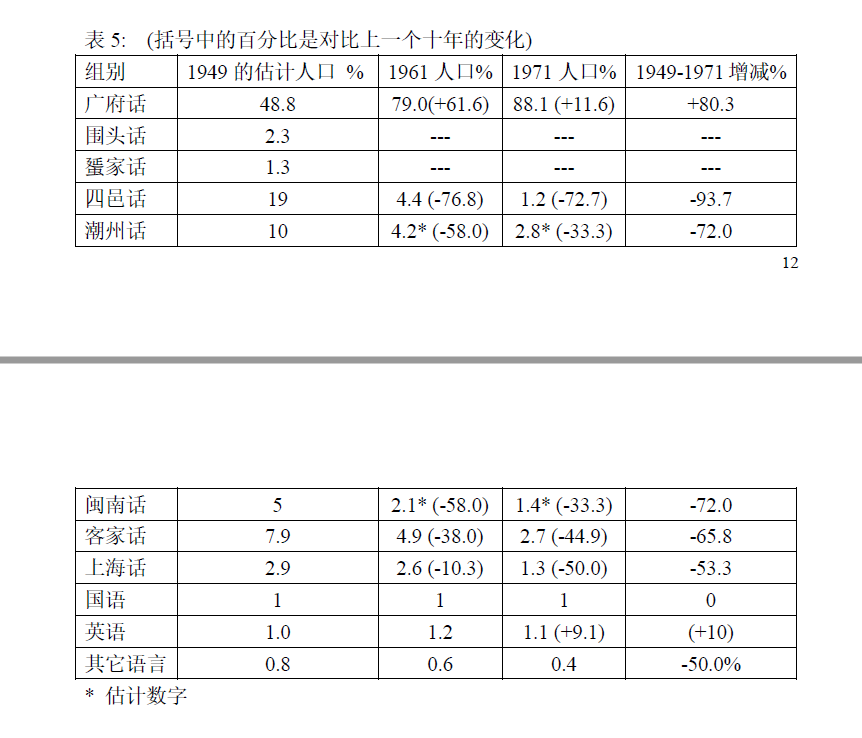 表 5: (括号中的百分比是对比上一个十年的变化)
组别 1949 的估计人口 % 1961 人口% 1971 人口% 1949-1971 增减%
广府话 48.8 79.0(+61.6) 88.1 (+11.6) +80.3
围头话 2.3 --- --- ---
蜑家话 1.3 --- --- ---
四邑话 19 4.4 (-76.8) 1.2 (-72.7) -93.7
潮州话 10 4.2* (-58.0) 2.8* (-33.3) -72.0
12
闽南话 5 2.1* (-58.0) 1.4* (-33.3) -72.0
客家话 7.9 4.9 (-38.0) 2.7 (-44.9) -65.8
上海话 2.9 2.6 (-10.3) 1.3 (-50.0) -53.3
国语 1 1 1 0
英语 1.0 1.2 1.1 (+9.1) (+10)
其它语言 0.8 0.6 0.4 -50.0%
* 估计数字